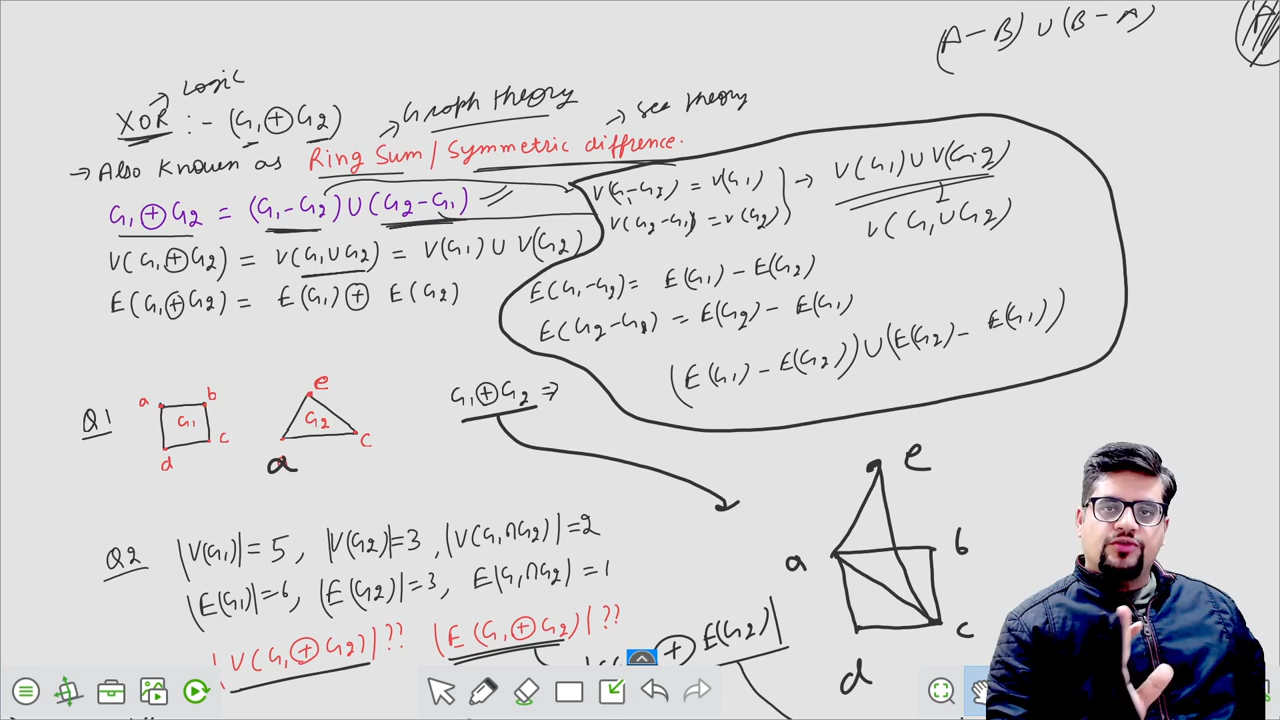 (A-B) ∪ (B-A)
→ Logic
XOR :- (G₁⊕G₂) → Graph theory → see theory
→ Also Known as Ring Sum / Symmetric diffrence.
G₁⊕G₂ = (G₁-G₂) ∪ (G₂-G₁)
V(G₁⊕G₂) = V(G₁∪G₂) = V(G₁) ∪ V(G₂)
E(G₁⊕G₂) = E(G₁) ⊕ E(G₂)
V(G₁-G₂) = V(G₁)
V(G₂-G₁) = V(G₂)
→ V(G₁) ∪ V(G₂)
V(G₁∪G₂)
E(G₁-G₂) = E(G₁) - E(G₂)
E(G₂-G₁) = E(G₂) - E(G₁)
(E(G₁) - E(G₂)) ∪ (E(G₂) - E(G₁))
Q1
a b
G₁
d c
e
G₂
a c
G₁⊕G₂ ⇒
e
a b
d c
Q2 |V(G₁)| = 5, |V(G₂)| = 3, |V(G₁∩G₂)| = 2
|E(G₁)| = 6, |E(G₂)| = 3, E(G₁∩G₂) = 1
|V(G₁⊕G₂)| ?? |E(G₁⊕G₂)| ??
⊕ E(G₂)|